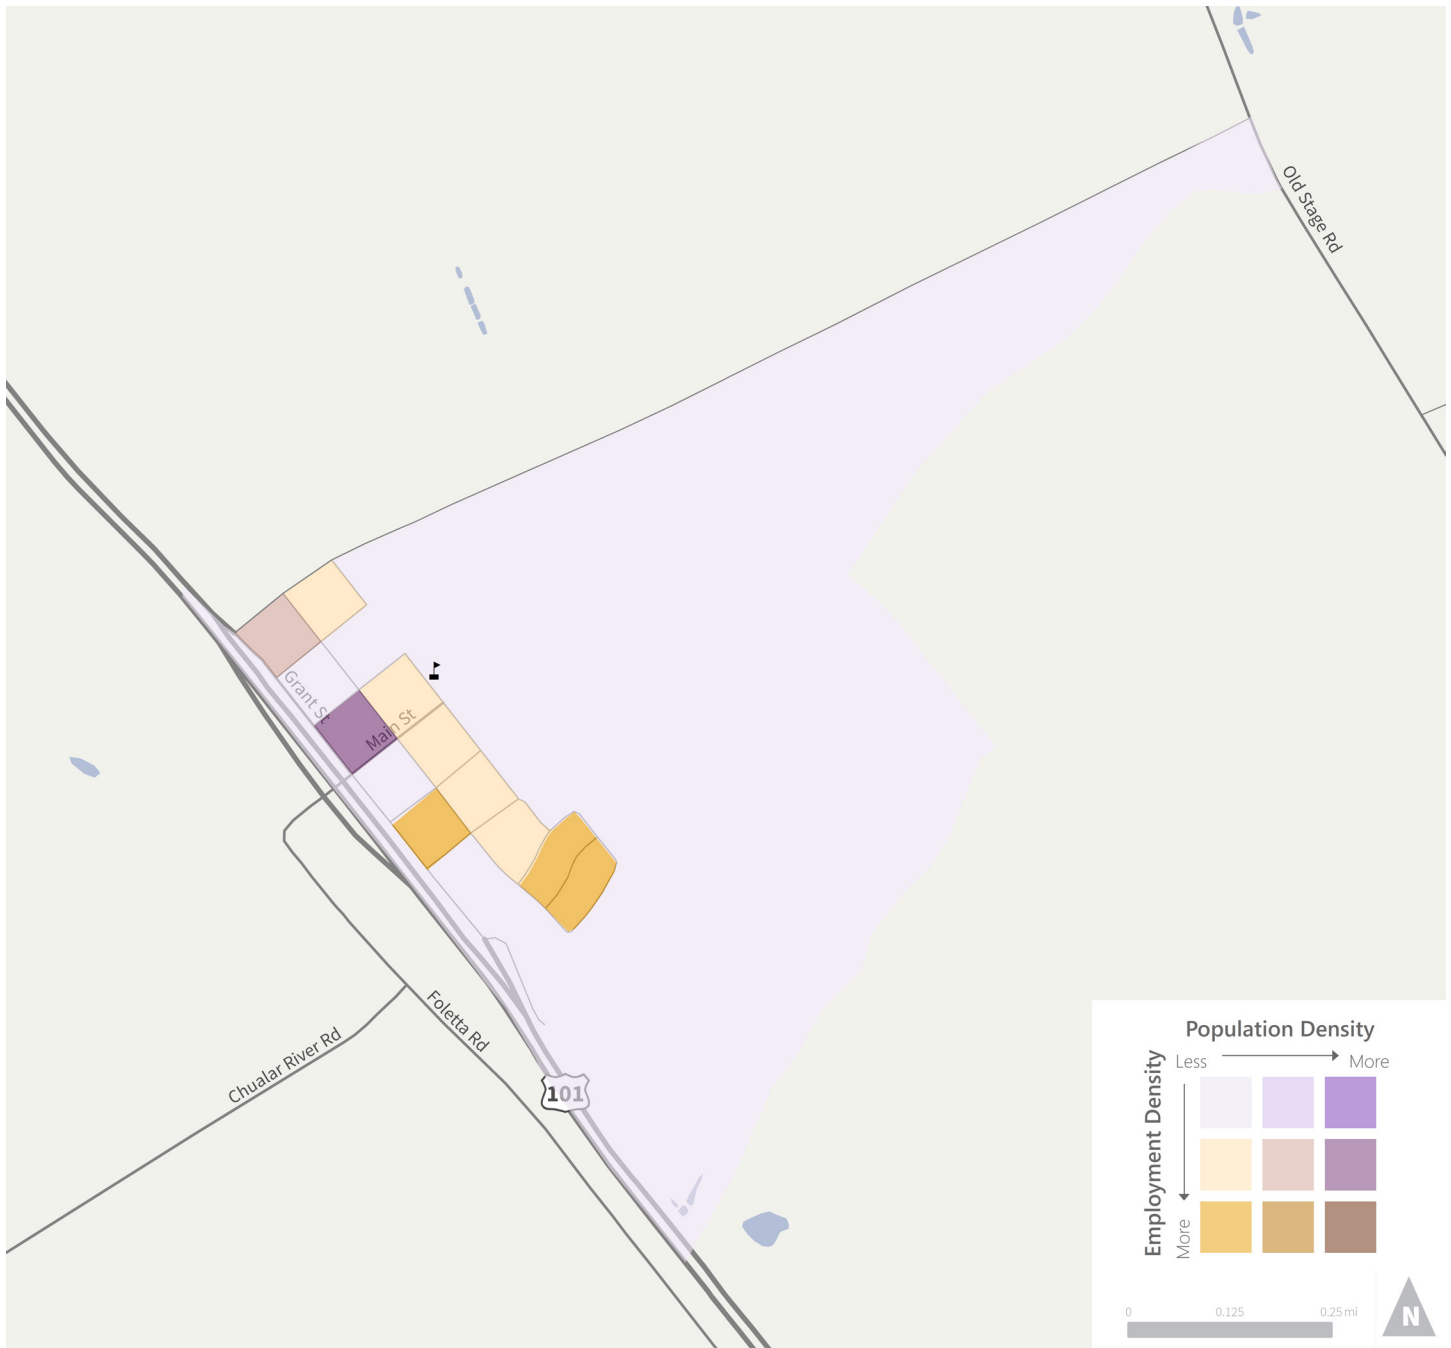 Old Stage Rd
Grant St
Main St
Foletta Rd
Chualar River Rd
101
Population Density
Less
More
Employment Density
More
0
0.125
0.25 mi
N